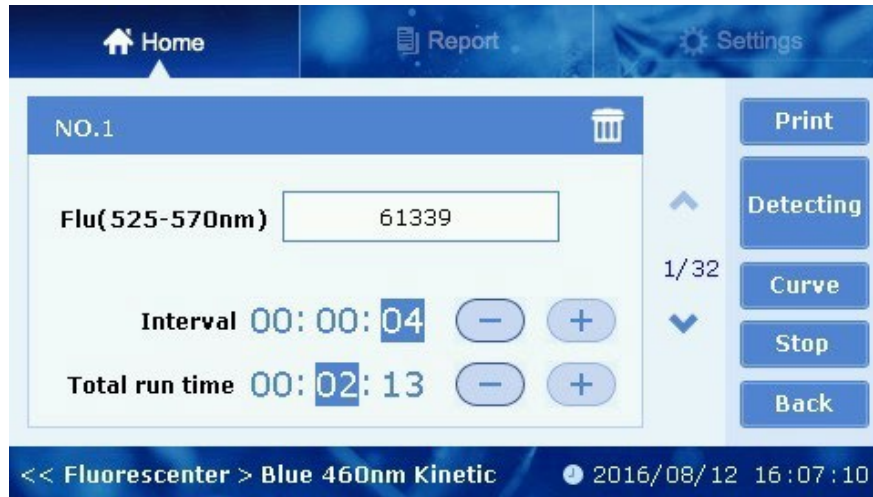 Home Report Settings
NO.1
Print
Flu(525-570nm) 61339
Detecting
1/32
Curve
Interval 00: 00: 04 − +
Stop
Total run time 00: 02: 13 − +
Back
<< Fluorescenter > Blue 460nm Kinetic 2016/08/12 16:07:10